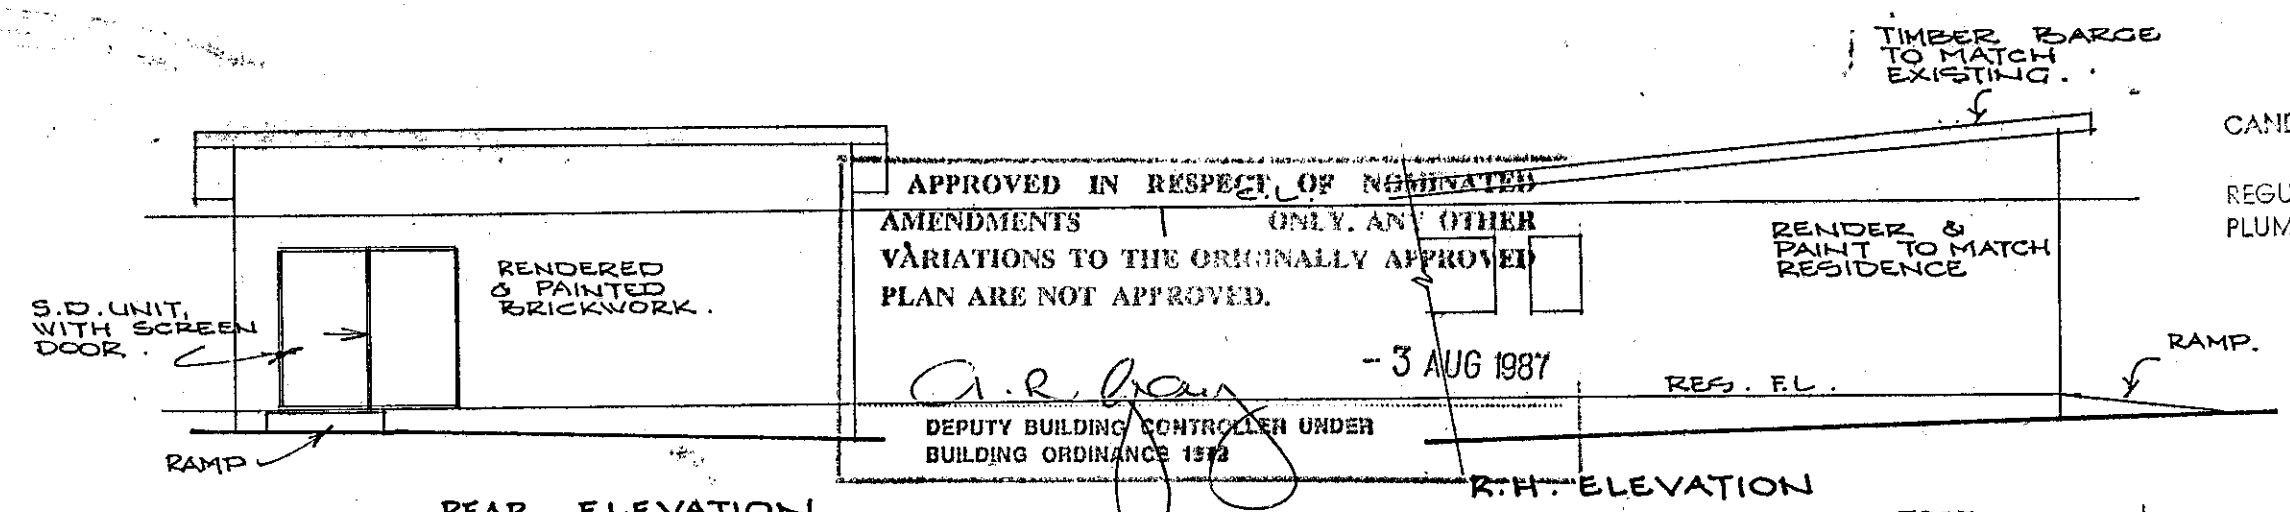 TIMBER BARGE
TO MATCH
EXISTING.
APPROVED IN RESPECT OF NOMINATED
C.L.
AMENDMENTS ONLY. ANY OTHER
VARIATIONS TO THE ORIGINALLY APPROVED
PLAN ARE NOT APPROVED.
- 3 AUG 1987
DEPUTY BUILDING CONTROLLER UNDER
BUILDING ORDINANCE 1972
RENDERED
& PAINTED
BRICKWORK.
S.D. UNIT,
WITH SCREEN
DOOR.
RAMP
REAR ELEVATION
RENDER &
PAINT TO MATCH
RESIDENCE
RES. F.L.
RAMP.
R.H. ELEVATION
CAND
REGU
PLUM